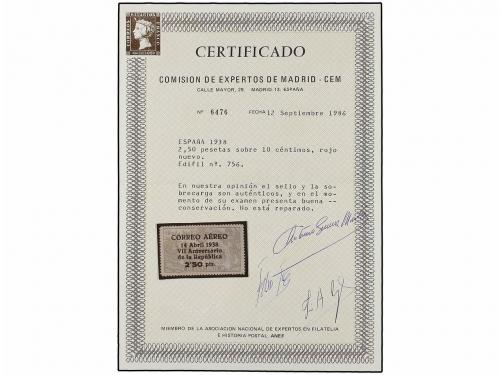 CERTIFICADO
COMISION DE EXPERTOS DE MADRID - CEM
CALLE MAYOR, 29. MADRID-13. ESPAÑA
Nº 6476 FECHA 12 Septiembre 1986
ESPAÑA 1938
2,50 pesetas sobre 10 céntimos, rojo
nuevo.
Edifil nº. 756.
En nuestra opinión el sello y la so-
brecarga son auténticos, y en el mo-
mento de su examen presenta buena --
conservación. No está reparado.
CORREO AÉREO
14 Abril 1938
VII Aniversario
de la República
2'50 pts.
MIEMBRO DE LA ASOCIACION NACIONAL DE EXPERTOS EN FILATELIA
E HISTORIA POSTAL. ANEF